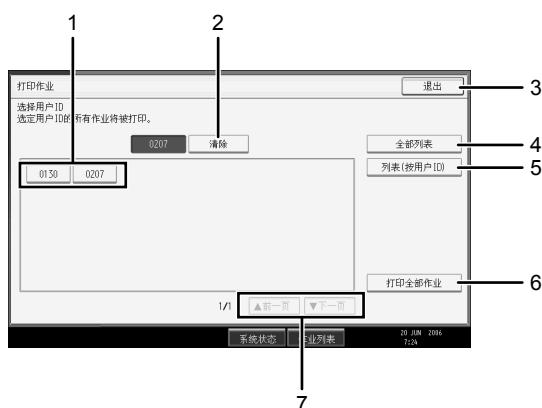 1
2
打印作业
退出
3
选择用户ID
选定用户ID的所有作业将被打印。
0207
清除
全部列表
4
0130
0207
列表(按用户ID)
5
打印全部作业
6
1/1
▲前一页
▼下一页
系统状态
作业列表
20 JUN 2006
7:24
7